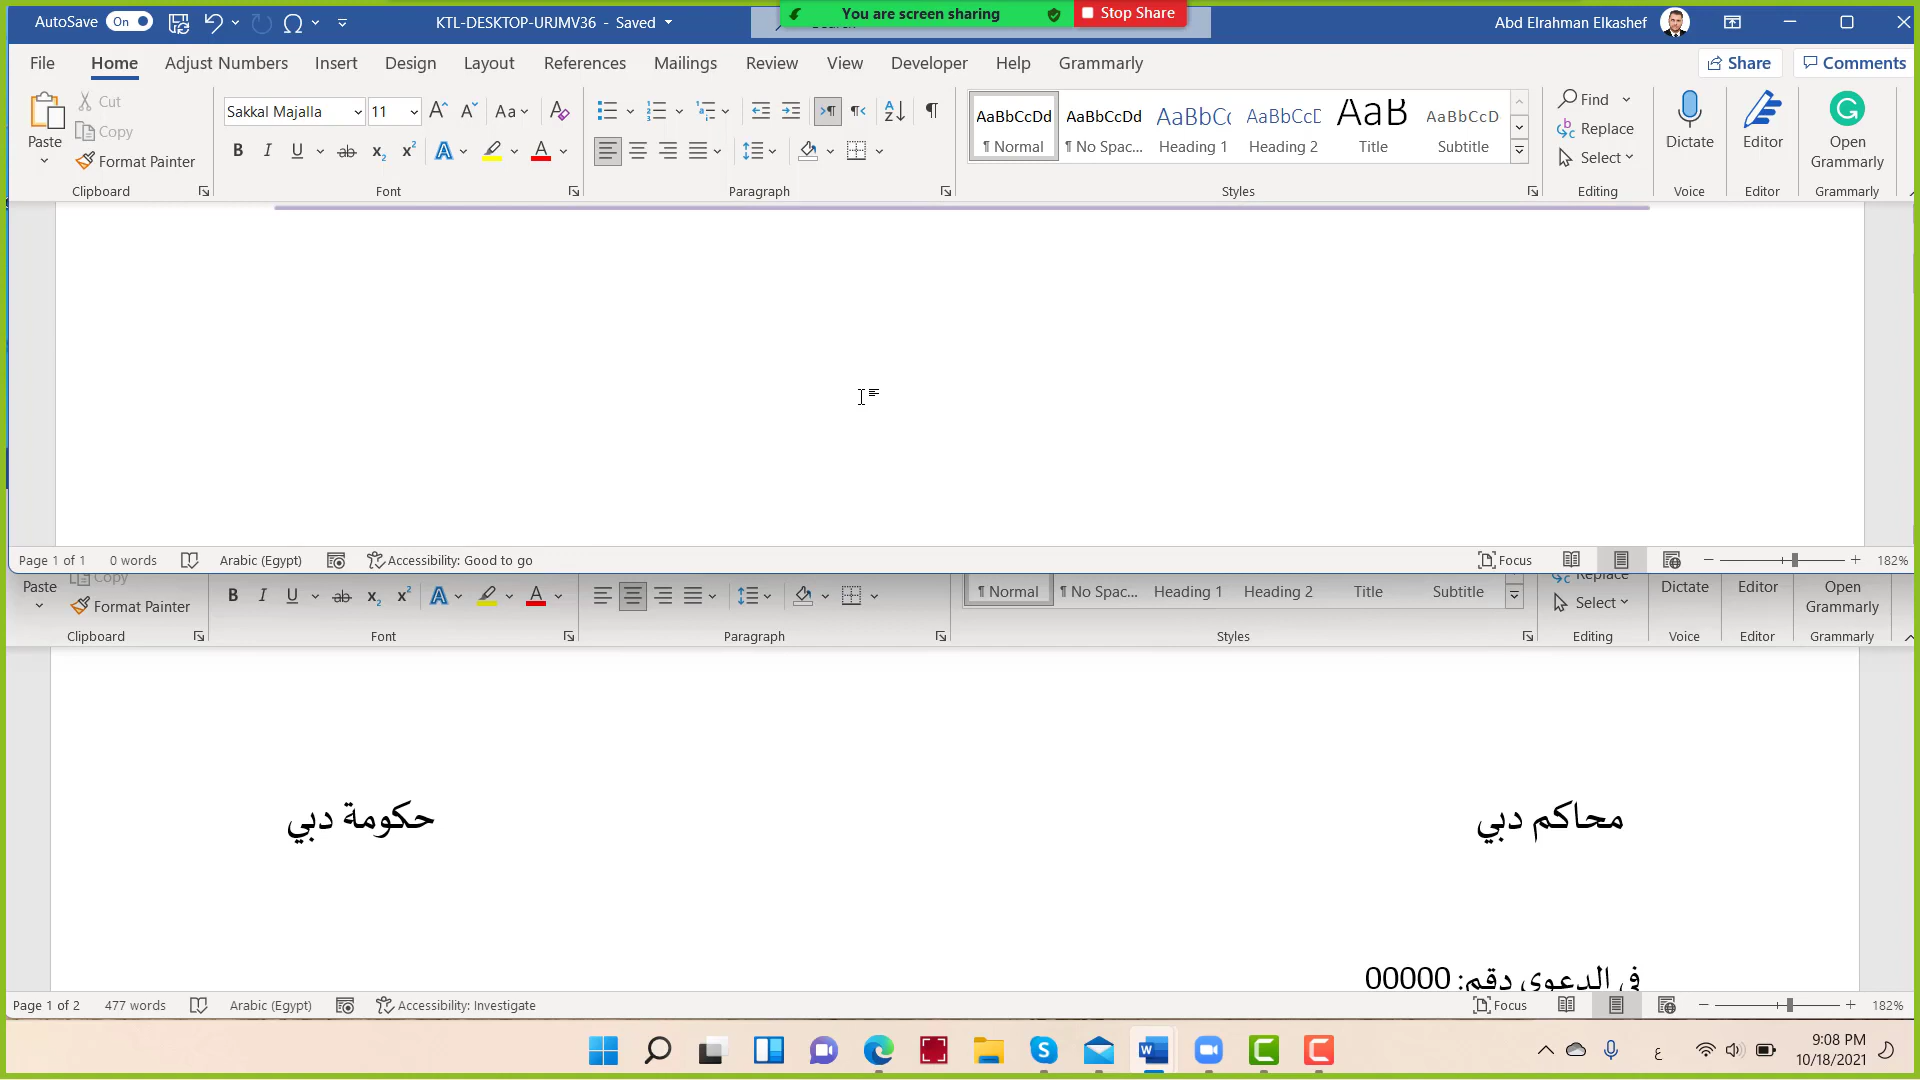 AutoSave On KTL-DESKTOP-URJMV36 - Saved You are screen sharing Stop Share Abd Elrahman Elkashef
File Home Adjust Numbers Insert Design Layout References Mailings Review View Developer Help Grammarly Share Comments
Paste Cut Copy Format Painter
Clipboard
Sakkal Majalla 11
Font
Paragraph
AaBbCcDd AaBbCcDd AaBbCc AaBbCcD AaB AaBbCcD
¶ Normal ¶ No Spac... Heading 1 Heading 2 Title Subtitle
Styles
Find
Replace
Select
Editing
Dictate
Voice
Editor
Editor
Open Grammarly
Grammarly
Page 1 of 1 0 words Arabic (Egypt) Accessibility: Good to go Focus 182%
Paste Copy Format Painter
¶ Normal ¶ No Spac... Heading 1 Heading 2 Title Subtitle
Replace
Select
Dictate Editor Open Grammarly
Clipboard Font Paragraph Styles Editing Voice Editor Grammarly
محاكم دبي
حكومة دبي
في الدعوى رقم: 00000
Page 1 of 2 477 words Arabic (Egypt) Accessibility: Investigate Focus 182%
ع
9:08 PM
10/18/2021